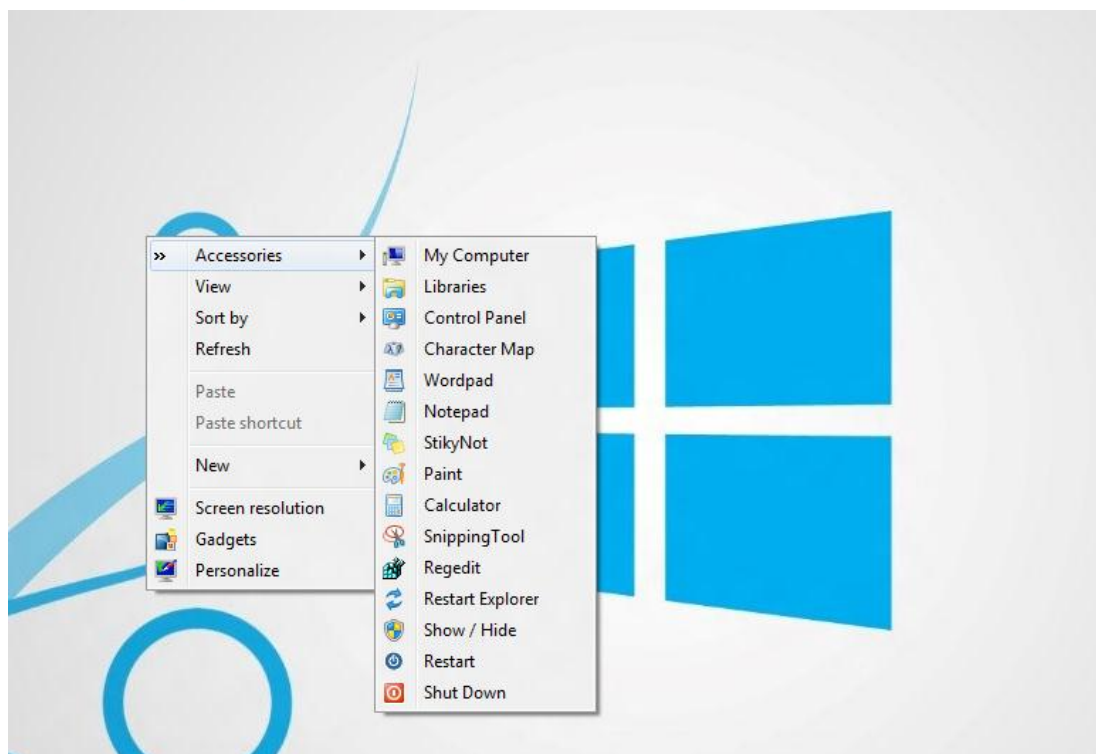 Accessories
View
Sort by
Refresh
Paste
Paste shortcut
New
Screen resolution
Gadgets
Personalize
My Computer
Libraries
Control Panel
Character Map
Wordpad
Notepad
StikyNot
Paint
Calculator
SnippingTool
Regedit
Restart Explorer
Show / Hide
Restart
Shut Down